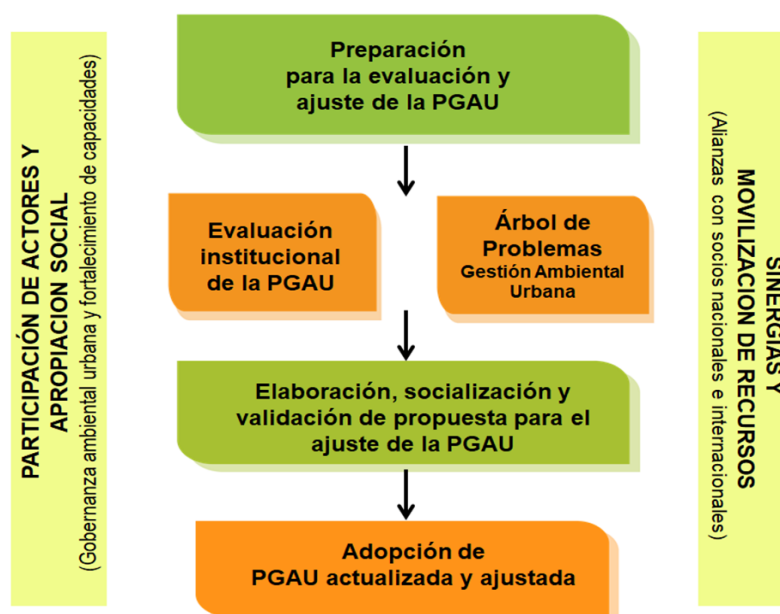 PARTICIPACIÓN DE ACTORES Y
APROPIACION SOCIAL
(Gobernanza ambiental urbana y fortalecimiento de capacidades)
Preparación
para la evaluación y
ajuste de la PGAU
Evaluación
institucional
de la PGAU
Árbol de
Problemas
Gestión Ambiental
Urbana
Elaboración, socialización y
validación de propuesta para el
ajuste de la PGAU
Adopción de
PGAU actualizada y ajustada
SINERGIAS Y
MOVILIZACION DE RECURSOS
(Alianzas con socios nacionales e internacionales)